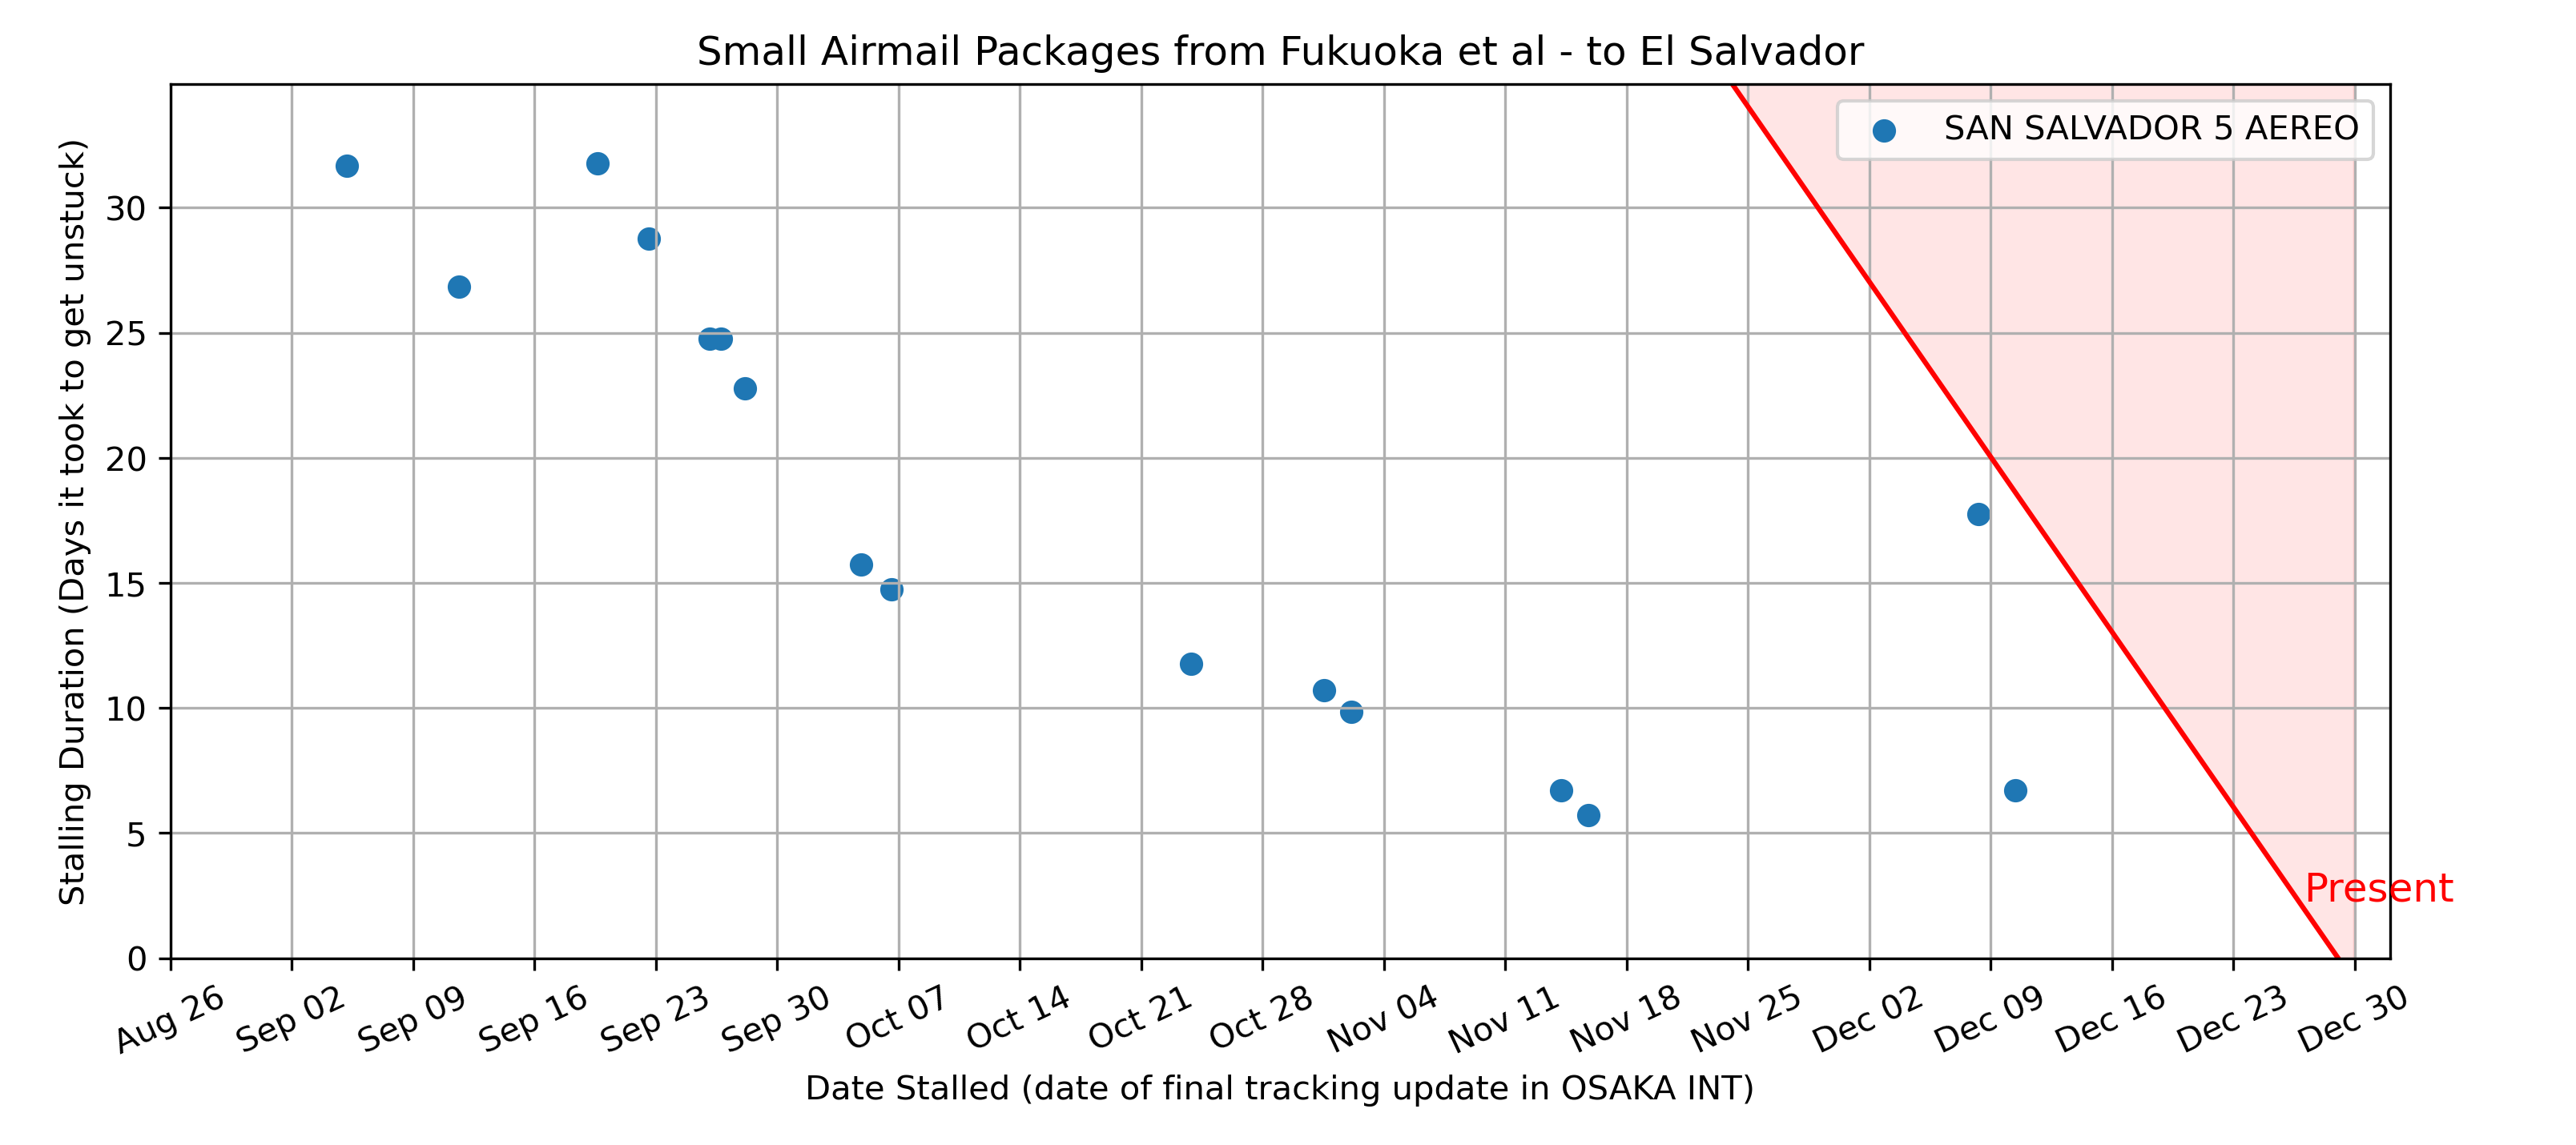 Small Airmail Packages from Fukuoka et al - to El Salvador
SAN SALVADOR 5 AEREO
Stalling Duration (Days it took to get unstuck)
30
25
20
15
10
5
0
Present
Aug 26
Sep 02
Sep 09
Sep 16
Sep 23
Sep 30
Oct 07
Oct 14
Oct 21
Oct 28
Nov 04
Nov 11
Nov 18
Nov 25
Dec 02
Dec 09
Dec 16
Dec 23
Dec 30
Date Stalled (date of final tracking update in OSAKA INT)